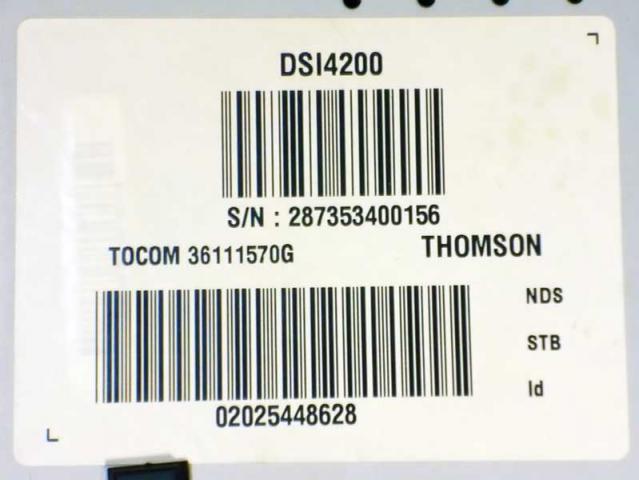 DSI4200
S/N : 287353400156
TOCOM 36111570G THOMSON
NDS
STB
Id
02025448628